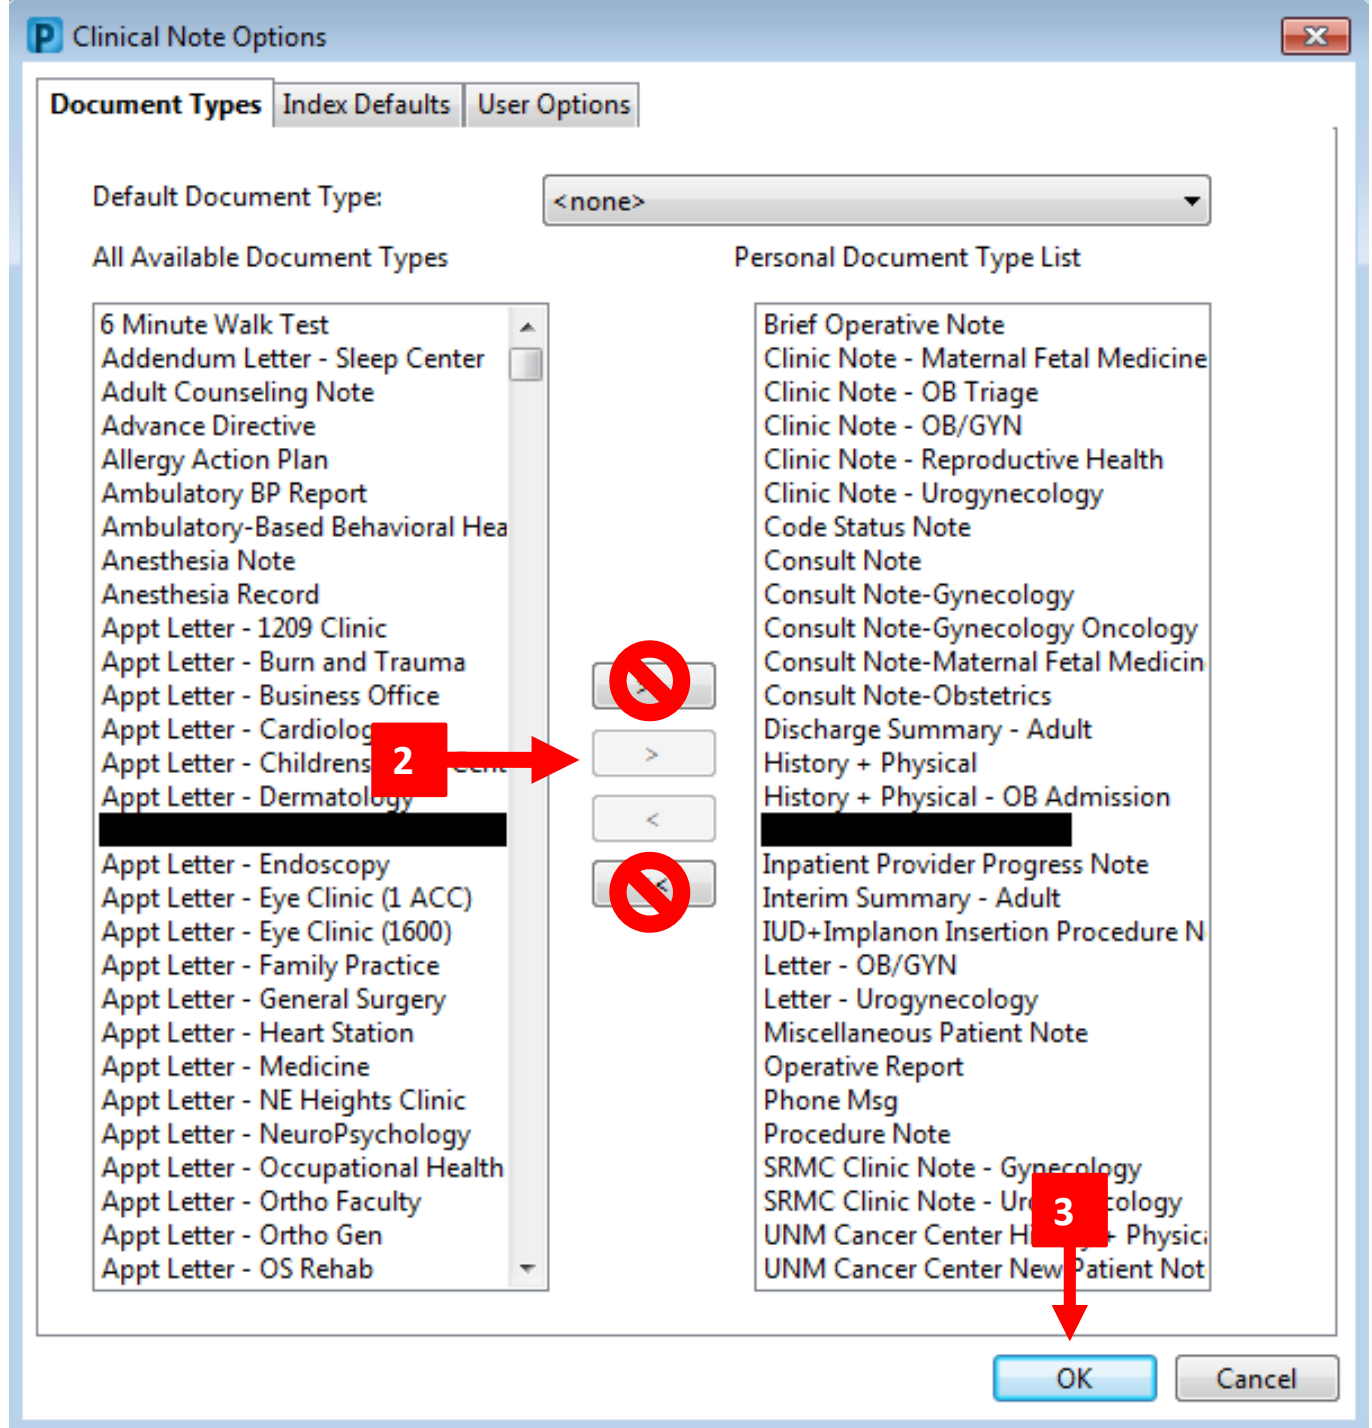 P Clinical Note Options
Document Types Index Defaults User Options
Default Document Type: <none>
All Available Document Types
6 Minute Walk Test
Addendum Letter - Sleep Center
Adult Counseling Note
Advance Directive
Allergy Action Plan
Ambulatory BP Report
Ambulatory-Based Behavioral Hea
Anesthesia Note
Anesthesia Record
Appt Letter - 1209 Clinic
Appt Letter - Burn and Trauma
Appt Letter - Business Office
Appt Letter - Cardiolog
Appt Letter - Childrens
Appt Letter - Dermatology
Appt Letter - Endoscopy
Appt Letter - Eye Clinic (1 ACC)
Appt Letter - Eye Clinic (1600)
Appt Letter - Family Practice
Appt Letter - General Surgery
Appt Letter - Heart Station
Appt Letter - Medicine
Appt Letter - NE Heights Clinic
Appt Letter - NeuroPsychology
Appt Letter - Occupational Health
Appt Letter - Ortho Faculty
Appt Letter - Ortho Gen
Appt Letter - OS Rehab
2
>
<
Personal Document Type List
Brief Operative Note
Clinic Note - Maternal Fetal Medicine
Clinic Note - OB Triage
Clinic Note - OB/GYN
Clinic Note - Reproductive Health
Clinic Note - Urogynecology
Code Status Note
Consult Note
Consult Note-Gynecology
Consult Note-Gynecology Oncology
Consult Note-Maternal Fetal Medicin
Consult Note-Obstetrics
Discharge Summary - Adult
History + Physical
History + Physical - OB Admission
Inpatient Provider Progress Note
Interim Summary - Adult
IUD+Implanon Insertion Procedure N
Letter - OB/GYN
Letter - Urogynecology
Miscellaneous Patient Note
Operative Report
Phone Msg
Procedure Note
SRMC Clinic Note - Gynecology
SRMC Clinic Note - Ur cology
UNM Cancer Center Hi + Physic
UNM Cancer Center New Patient Not
3
OK Cancel